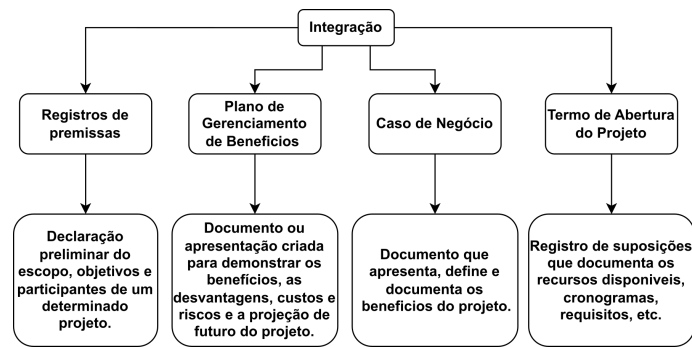 Integração
Registros de
premissas
Plano de
Gerenciamento
de Beneficios
Caso de Negócio
Termo de Abertura
do Projeto
Declaração
preliminar do
escopo, objetivos e
participantes de um
determinado
projeto.
Documento ou
apresentação criada
para demonstrar os
benefícios, as
desvantagens, custos e
riscos e a projeção de
futuro do projeto.
Documento que
apresenta, define e
documenta os
beneficios do projeto.
Registro de suposições
que documenta os
recursos disponiveis,
cronogramas,
requisitos, etc.